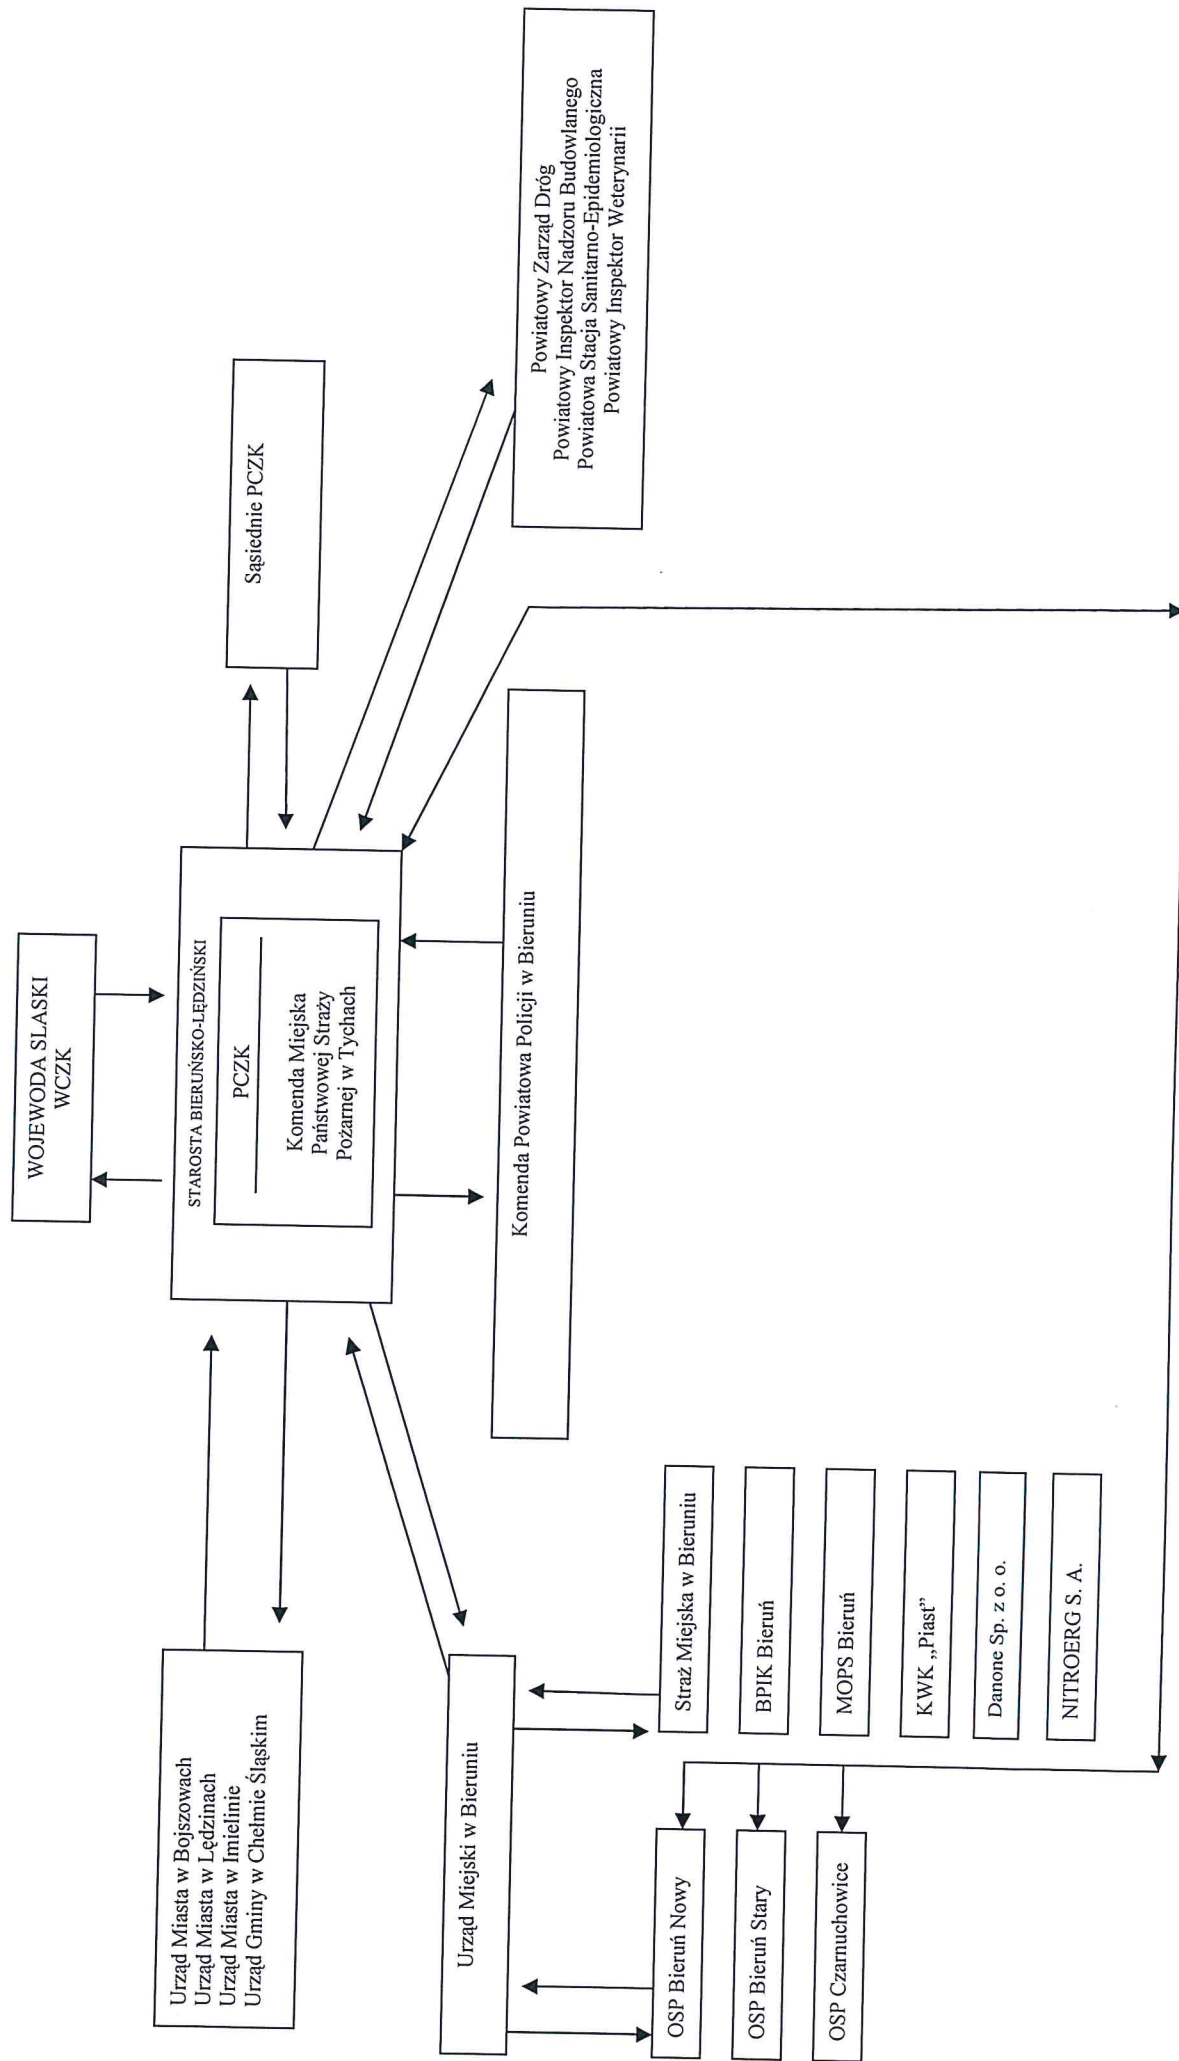 WOJEWODA SLASKI
WCZK
Urząd Miasta w Bojszowach
Urząd Miasta w Lędzinach
Urząd Miasta w Imielinie
Urząd Gminy w Chełmie Śląskim
STAROSTA BIERUŃSKO-LĘDZIŃSKI
PCZK
Komenda Miejska
Państwowej Straży
Pożarnej w Tychach
Sąsiednie PCZK
Urząd Miejski w Bieruniu
Komenda Powiatowa Policji w Bieruniu
Powiatowy Zarząd Dróg
Powiatowy Inspektor Nadzoru Budowlanego
Powiatowa Stacja Sanitarno-Epidemiologiczna
Powiatowy Inspektor Weterynarii
OSP Bieruń Nowy
OSP Bieruń Stary
OSP Czarnuchowice
Straż Miejska w Bieruniu
BPIK Bieruń
MOPS Bieruń
KWK „Piast”
Danone Sp. z o. o.
NITROERG S. A.